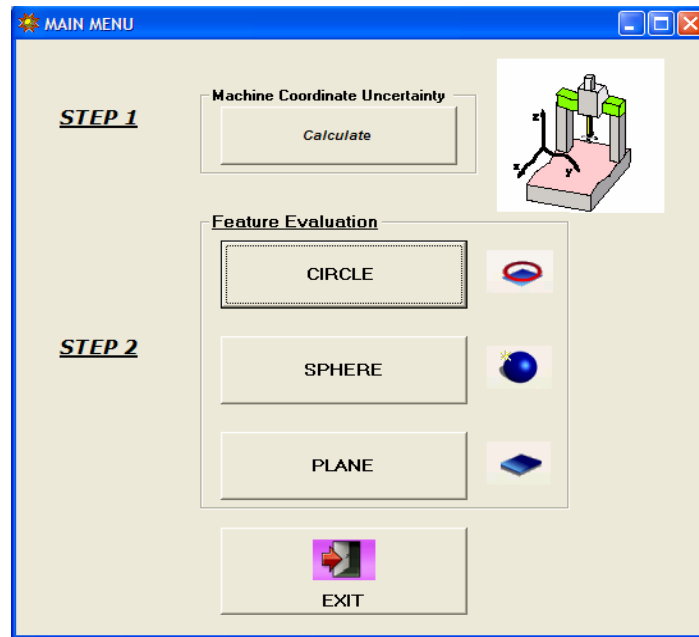 MAIN MENU
STEP 1
Machine Coordinate Uncertainty
Calculate
z
x
y
Feature Evaluation
CIRCLE
STEP 2
SPHERE
PLANE
EXIT